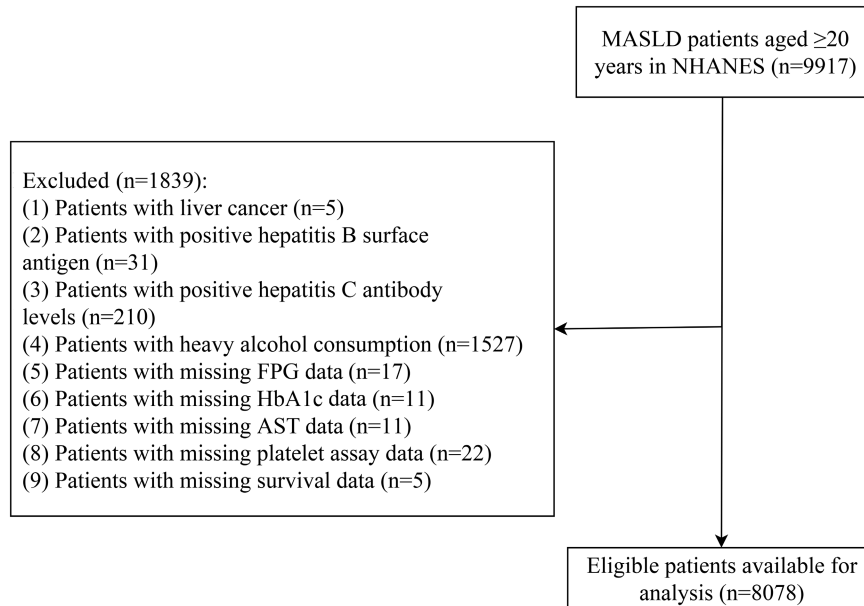 MASLD patients aged ≥20
years in NHANES (n=9917)
Excluded (n=1839):
(1) Patients with liver cancer (n=5)
(2) Patients with positive hepatitis B surface
antigen (n=31)
(3) Patients with positive hepatitis C antibody
levels (n=210)
(4) Patients with heavy alcohol consumption (n=1527)
(5) Patients with missing FPG data (n=17)
(6) Patients with missing HbA1c data (n=11)
(7) Patients with missing AST data (n=11)
(8) Patients with missing platelet assay data (n=22)
(9) Patients with missing survival data (n=5)
Eligible patients available for
analysis (n=8078)